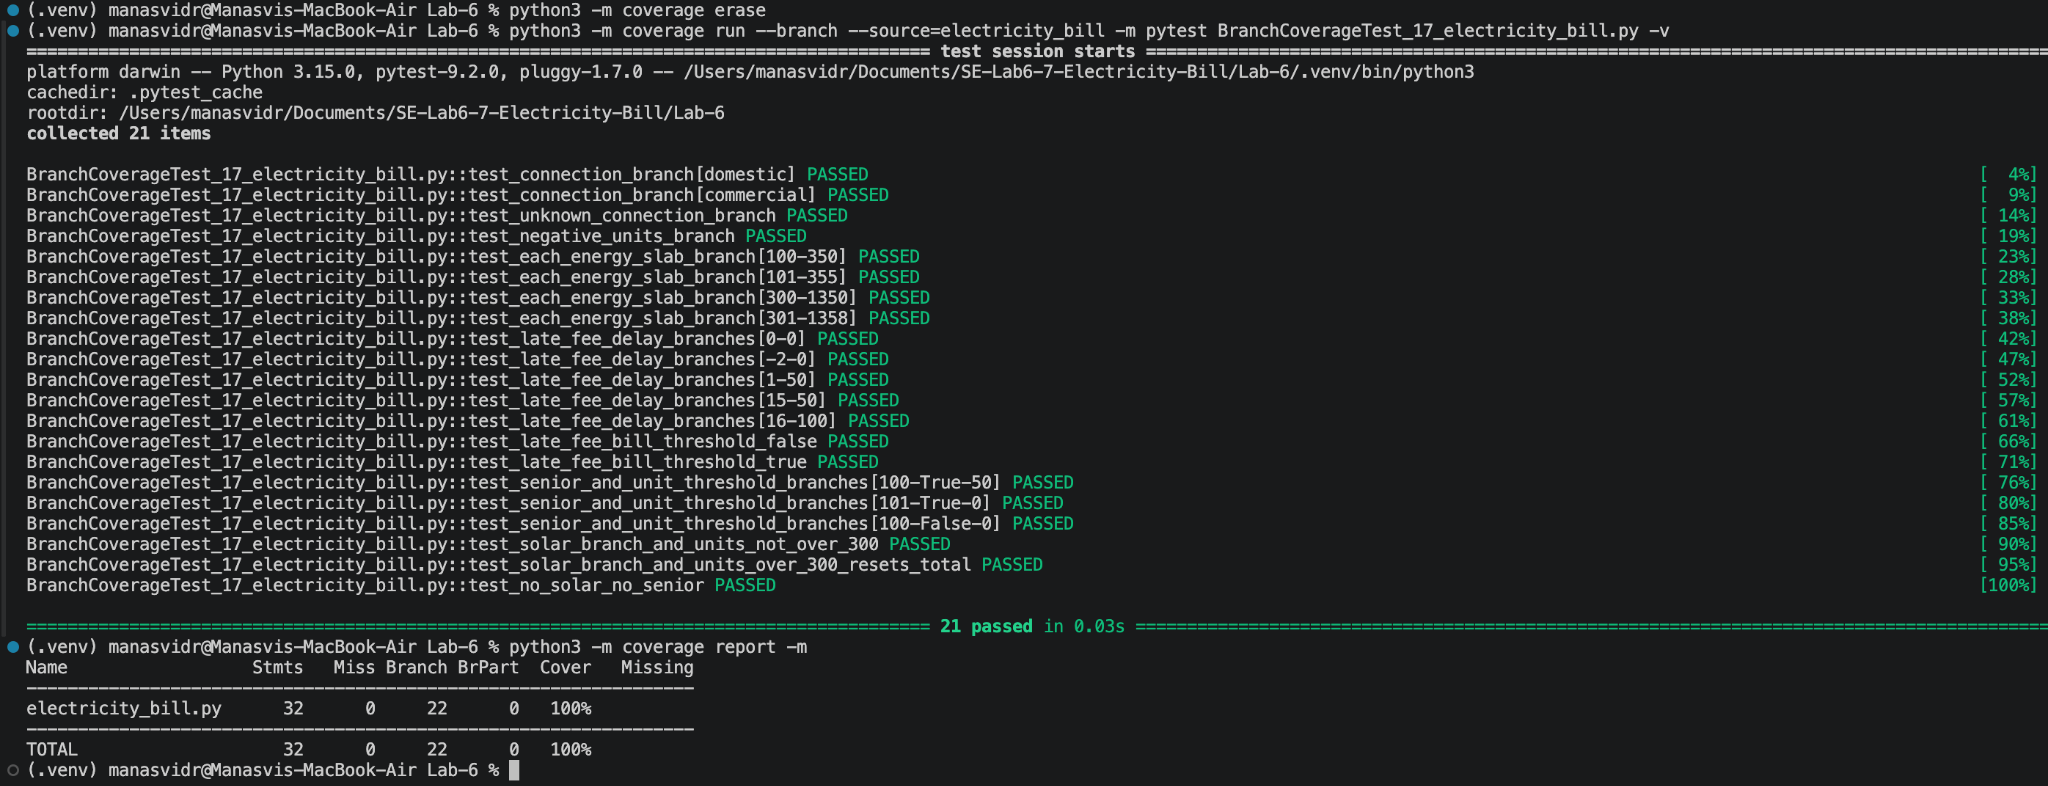 (.venv) manasvidr@Manasvis-MacBook-Air Lab-6 % python3 -m coverage erase
(.venv) manasvidr@Manasvis-MacBook-Air Lab-6 % python3 -m coverage run --branch --source=electricity_bill -m pytest BranchCoverageTest_17_electricity_bill.py -v
======================================================================================== test session starts ========================================================================================
platform darwin -- Python 3.15.0, pytest-9.2.0, pluggy-1.7.0 -- /Users/manasvidr/Documents/SE-Lab6-7-Electricity-Bill/Lab-6/.venv/bin/python3
cachedir: .pytest_cache
rootdir: /Users/manasvidr/Documents/SE-Lab6-7-Electricity-Bill/Lab-6
collected 21 items
BranchCoverageTest_17_electricity_bill.py::test_connection_branch[domestic] PASSED [  4%]
BranchCoverageTest_17_electricity_bill.py::test_connection_branch[commercial] PASSED [  9%]
BranchCoverageTest_17_electricity_bill.py::test_unknown_connection_branch PASSED [ 14%]
BranchCoverageTest_17_electricity_bill.py::test_negative_units_branch PASSED [ 19%]
BranchCoverageTest_17_electricity_bill.py::test_each_energy_slab_branch[100-350] PASSED [ 23%]
BranchCoverageTest_17_electricity_bill.py::test_each_energy_slab_branch[101-355] PASSED [ 28%]
BranchCoverageTest_17_electricity_bill.py::test_each_energy_slab_branch[300-1350] PASSED [ 33%]
BranchCoverageTest_17_electricity_bill.py::test_each_energy_slab_branch[301-1358] PASSED [ 38%]
BranchCoverageTest_17_electricity_bill.py::test_late_fee_delay_branches[0-0] PASSED [ 42%]
BranchCoverageTest_17_electricity_bill.py::test_late_fee_delay_branches[-2-0] PASSED [ 47%]
BranchCoverageTest_17_electricity_bill.py::test_late_fee_delay_branches[1-50] PASSED [ 52%]
BranchCoverageTest_17_electricity_bill.py::test_late_fee_delay_branches[15-50] PASSED [ 57%]
BranchCoverageTest_17_electricity_bill.py::test_late_fee_delay_branches[16-100] PASSED [ 61%]
BranchCoverageTest_17_electricity_bill.py::test_late_fee_bill_threshold_false PASSED [ 66%]
BranchCoverageTest_17_electricity_bill.py::test_late_fee_bill_threshold_true PASSED [ 71%]
BranchCoverageTest_17_electricity_bill.py::test_senior_and_unit_threshold_branches[100-True-50] PASSED [ 76%]
BranchCoverageTest_17_electricity_bill.py::test_senior_and_unit_threshold_branches[101-True-0] PASSED [ 80%]
BranchCoverageTest_17_electricity_bill.py::test_senior_and_unit_threshold_branches[100-False-0] PASSED [ 85%]
BranchCoverageTest_17_electricity_bill.py::test_solar_branch_and_units_not_over_300 PASSED [ 90%]
BranchCoverageTest_17_electricity_bill.py::test_solar_branch_and_units_over_300_resets_total PASSED [ 95%]
BranchCoverageTest_17_electricity_bill.py::test_no_solar_no_senior PASSED [100%]
======================================================================================== 21 passed in 0.03s =========================================================================================
(.venv) manasvidr@Manasvis-MacBook-Air Lab-6 % python3 -m coverage report -m
Name                  Stmts   Miss Branch BrPart  Cover   Missing
-----------------------------------------------------------------
electricity_bill.py      32      0     22      0   100%
-----------------------------------------------------------------
TOTAL                    32      0     22      0   100%
(.venv) manasvidr@Manasvis-MacBook-Air Lab-6 %